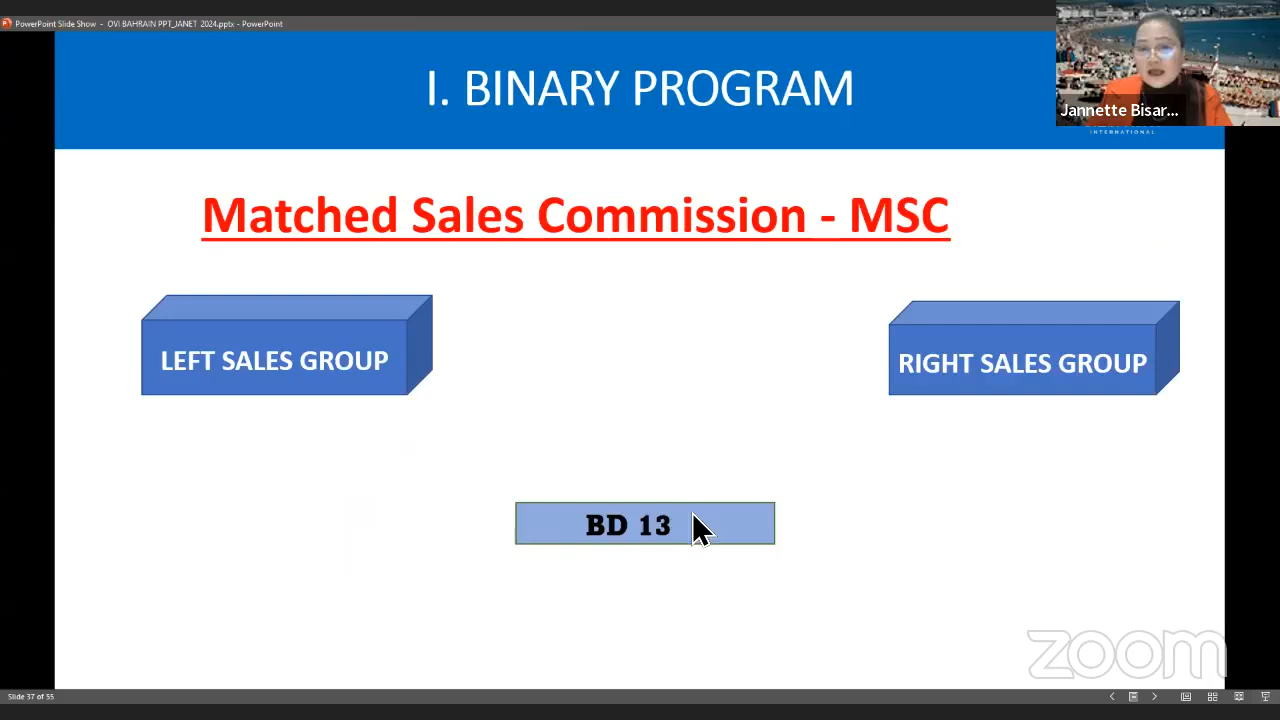 PowerPoint Slide Show - OVI BAHRAIN PPT_JANET 2024.pptx - PowerPoint
I. BINARY PROGRAM
Jannette Bisar...
INTERNATIONAL
Matched Sales Commission - MSC
LEFT SALES GROUP
RIGHT SALES GROUP
BD 13
zoom
Slide 37 of 55